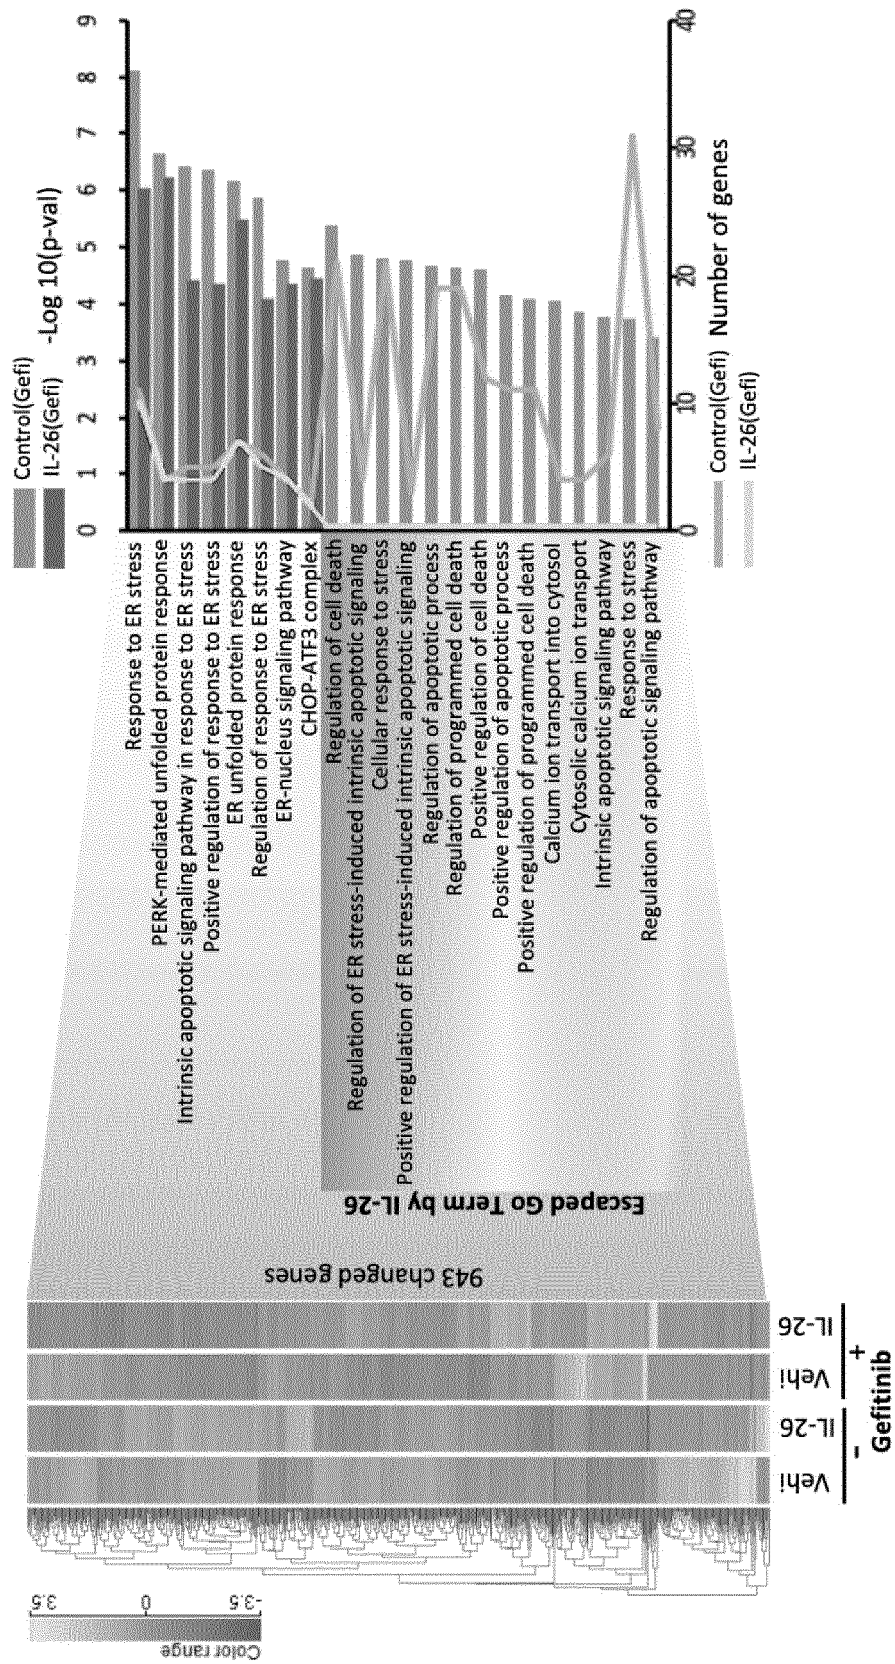 Control(Gefi)
IL-26(Gefi)
-Log 10(p-val)
0 1 2 3 4 5 6 7 8 9
Response to ER stress
PERK-mediated unfolded protein response
Intrinsic apoptotic signaling pathway in response to ER stress
Positive regulation of response to ER stress
ER unfolded protein response
Regulation of response to ER stress
ER-nucleus signaling pathway
CHOP-ATF3 complex
Regulation of cell death
Regulation of ER stress-induced intrinsic apoptotic signaling
Cellular response to stress
Positive regulation of ER stress-induced intrinsic apoptotic signaling
Regulation of apoptotic process
Regulation of programmed cell death
Positive regulation of cell death
Positive regulation of apoptotic process
Positive regulation of programmed cell death
Calcium ion transport into cytosol
Cytosolic calcium ion transport
Intrinsic apoptotic signaling pathway
Response to stress
Regulation of apoptotic signaling pathway
0 10 20 30 40
Control(Gefi)
IL-26(Gefi)
Number of genes
Escaped Go Term by IL-26
943 changed genes
Vehi IL-26 Vehi IL-26
- +
Gefitinib
Color range
-3.5 0 3.5